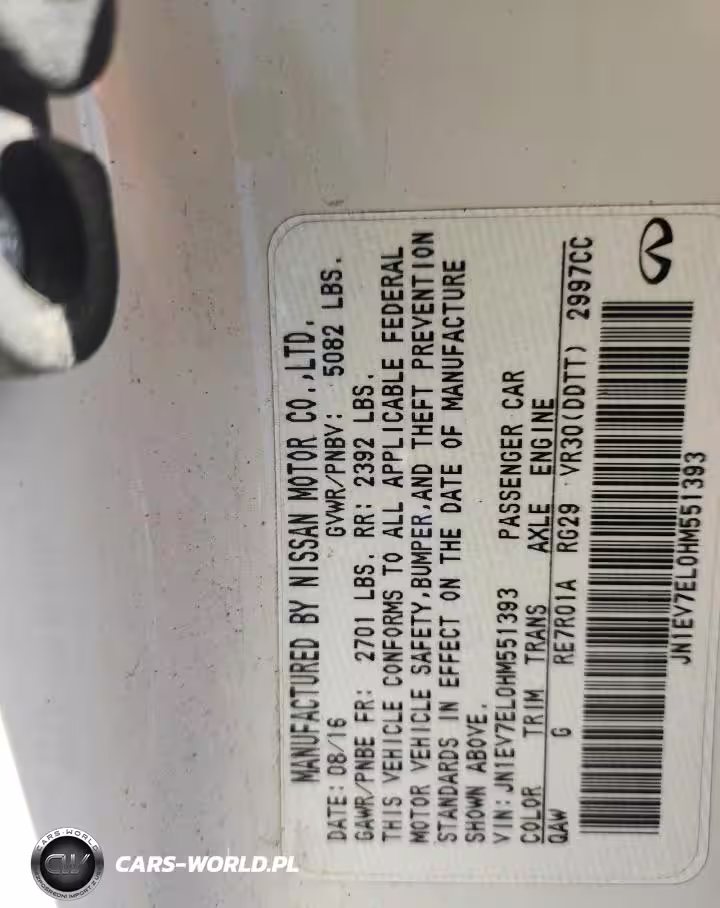 MANUFACTURED BY NISSAN MOTOR CO.,LTD.
DATE: 08/16 GVWR/PNBV: 5082 LBS.
GAWR/PNBE FR: 2701 LBS. RR: 2392 LBS.
THIS VEHICLE CONFORMS TO ALL APPLICABLE FEDERAL
MOTOR VEHICLE SAFETY,BUMPER,AND THEFT PREVENTION
STANDARDS IN EFFECT ON THE DATE OF MANUFACTURE
SHOWN ABOVE.
VIN: JN1EV7EL0HM551393 PASSENGER CAR
COLOR TRIM TRANS AXLE ENGINE
QAW G RE7R01A RG29 VR30(DDTT) 2997CC
JN1EV7EL0HM551393
CARS-WORLD
CW
CARS-WORLD.PL